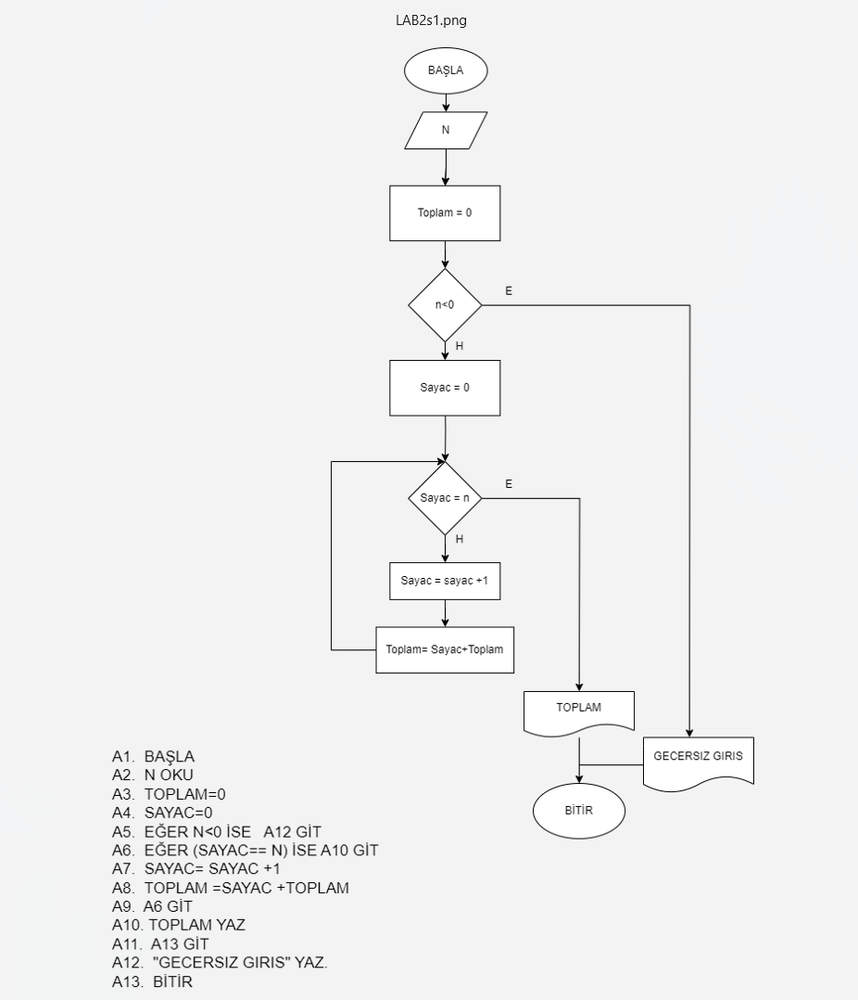 LAB2s1.png
BAŞLA
N
Toplam = 0
n<0
E
H
Sayac = 0
Sayac = n
E
H
Sayac = sayac +1
Toplam= Sayac+Toplam
TOPLAM
GECERSIZ GIRIS
BİTİR
A1. BAŞLA
A2. N OKU
A3. TOPLAM=0
A4. SAYAC=0
A5. EĞER N<0 İSE A12 GİT
A6. EĞER (SAYAC== N) İSE A10 GİT
A7. SAYAC= SAYAC +1
A8. TOPLAM =SAYAC +TOPLAM
A9. A6 GİT
A10. TOPLAM YAZ
A11. A13 GİT
A12. "GECERSIZ GIRIS" YAZ.
A13. BİTİR